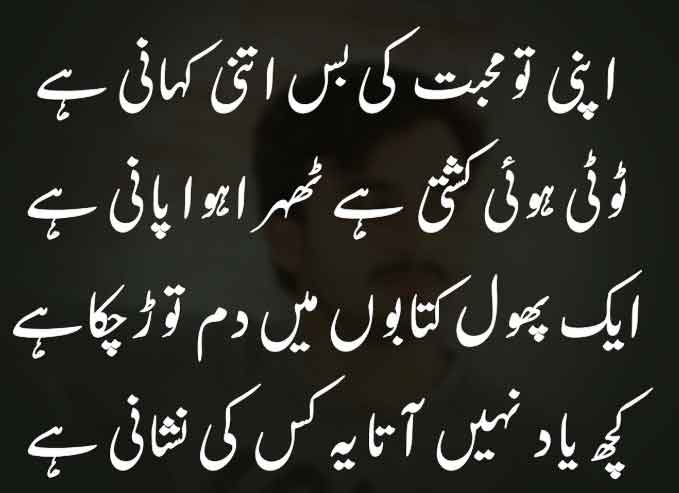 اپنی تو محبت کی بس اتنی کہانی ہے
ٹوٹی ہوئی کشتی ہے ٹھہرا ہوا پانی ہے
ایک پھول کتابوں میں دم توڑ چکا ہے
کچھ یاد نہیں آتا یہ کس کی نشانی ہے